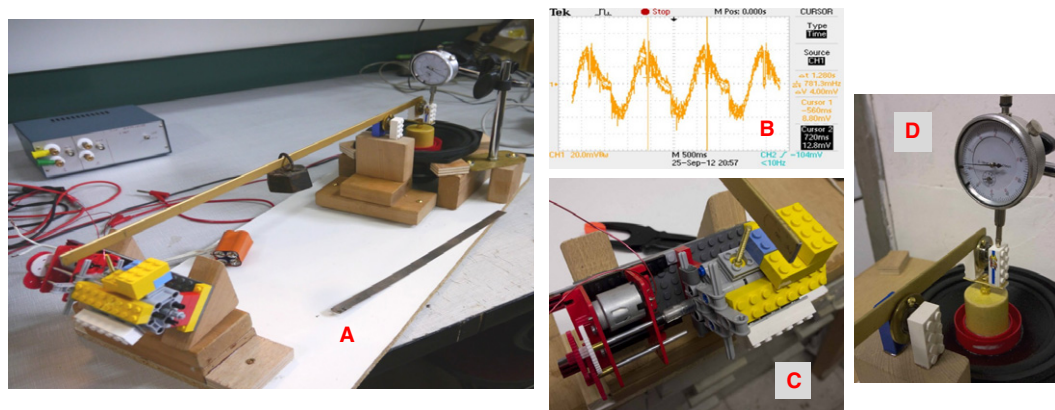 A
Tek
Stop
M Pos: 0.000s
CURSOR
Type
Time
Source
CH1
Δt 1.280s
781.3mHz
ΔV 4.00mV
Cursor 1
-560ms
8.80mV
Cursor 2
720ms
12.8mV
B
CH1 20.0mV
M 500ms
CH2
-104mV
25-Sep-12 20:57
<10Hz
C
D